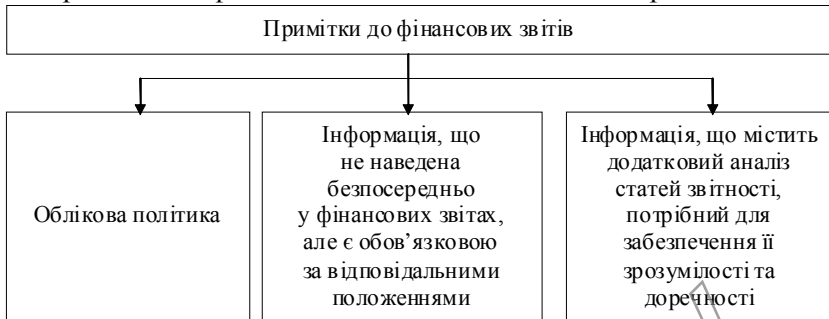 Примітки до фінансових звітів
Облікова політика
Інформація, що
не наведена
безпосередньо
у фінансових звітах,
але є обов’язковою
за відповідальними
положеннями
Інформація, що містить
додатковий аналіз
статей звітності,
потрібний для
забезпечення її
зрозумілості та
доречності